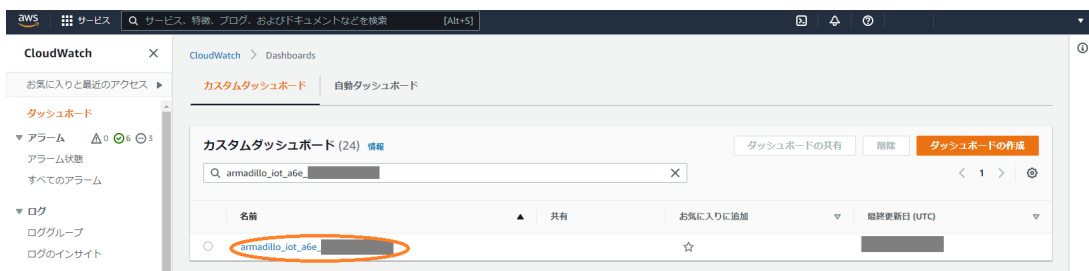 aws サービス サービス、特徴、ブログ、およびドキュメントなどを検索 [Alt+S]
CloudWatch
お気に入りと最近のアクセス
ダッシュボード
アラーム 0 6 3
アラーム状態
すべてのアラーム
ログ
ロググループ
ログのインサイト
CloudWatch > Dashboards
カスタムダッシュボード 自動ダッシュボード
カスタムダッシュボード (24) 情報 ダッシュボードの共有 削除 ダッシュボードの作成
armadillo_iot_a6e_ < 1 >
名前 共有 お気に入りに追加 最終更新日 (UTC)
armadillo_iot_a6e_